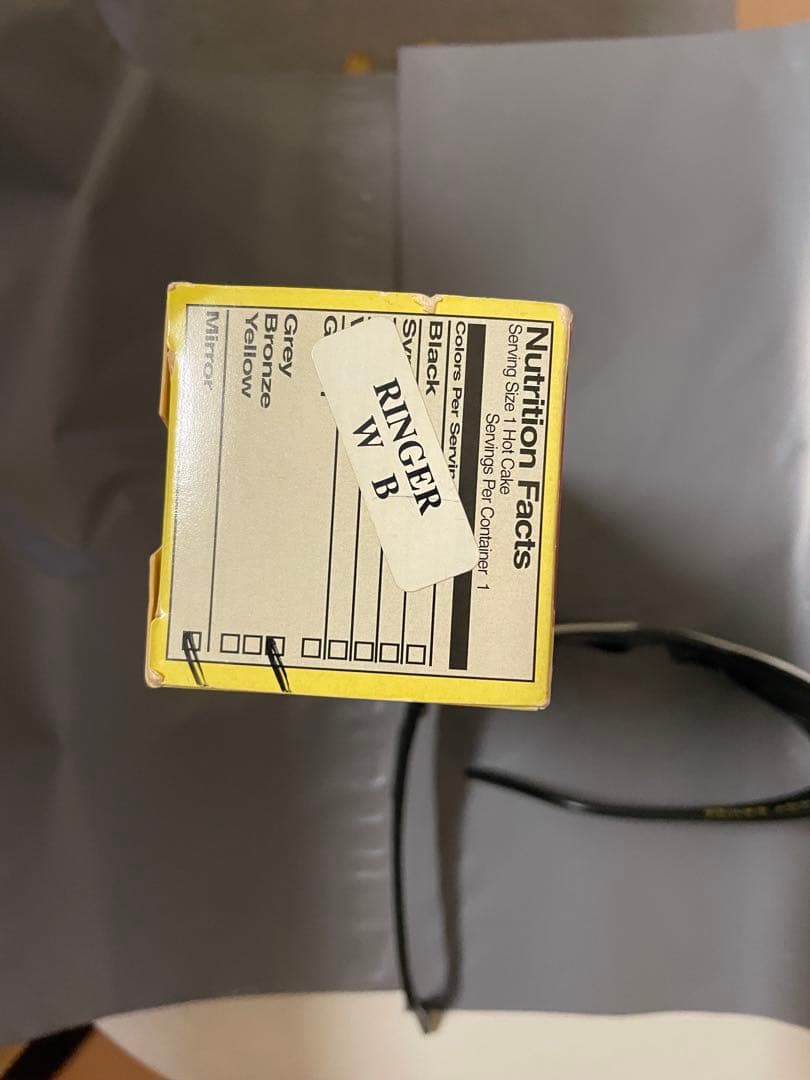 Nutrition Facts
Serving Size 1 Hot Cake
Servings Per Container 1
Colors Per
Black
RINGER
W B
Grey
Bronze
Yellow
Mirror